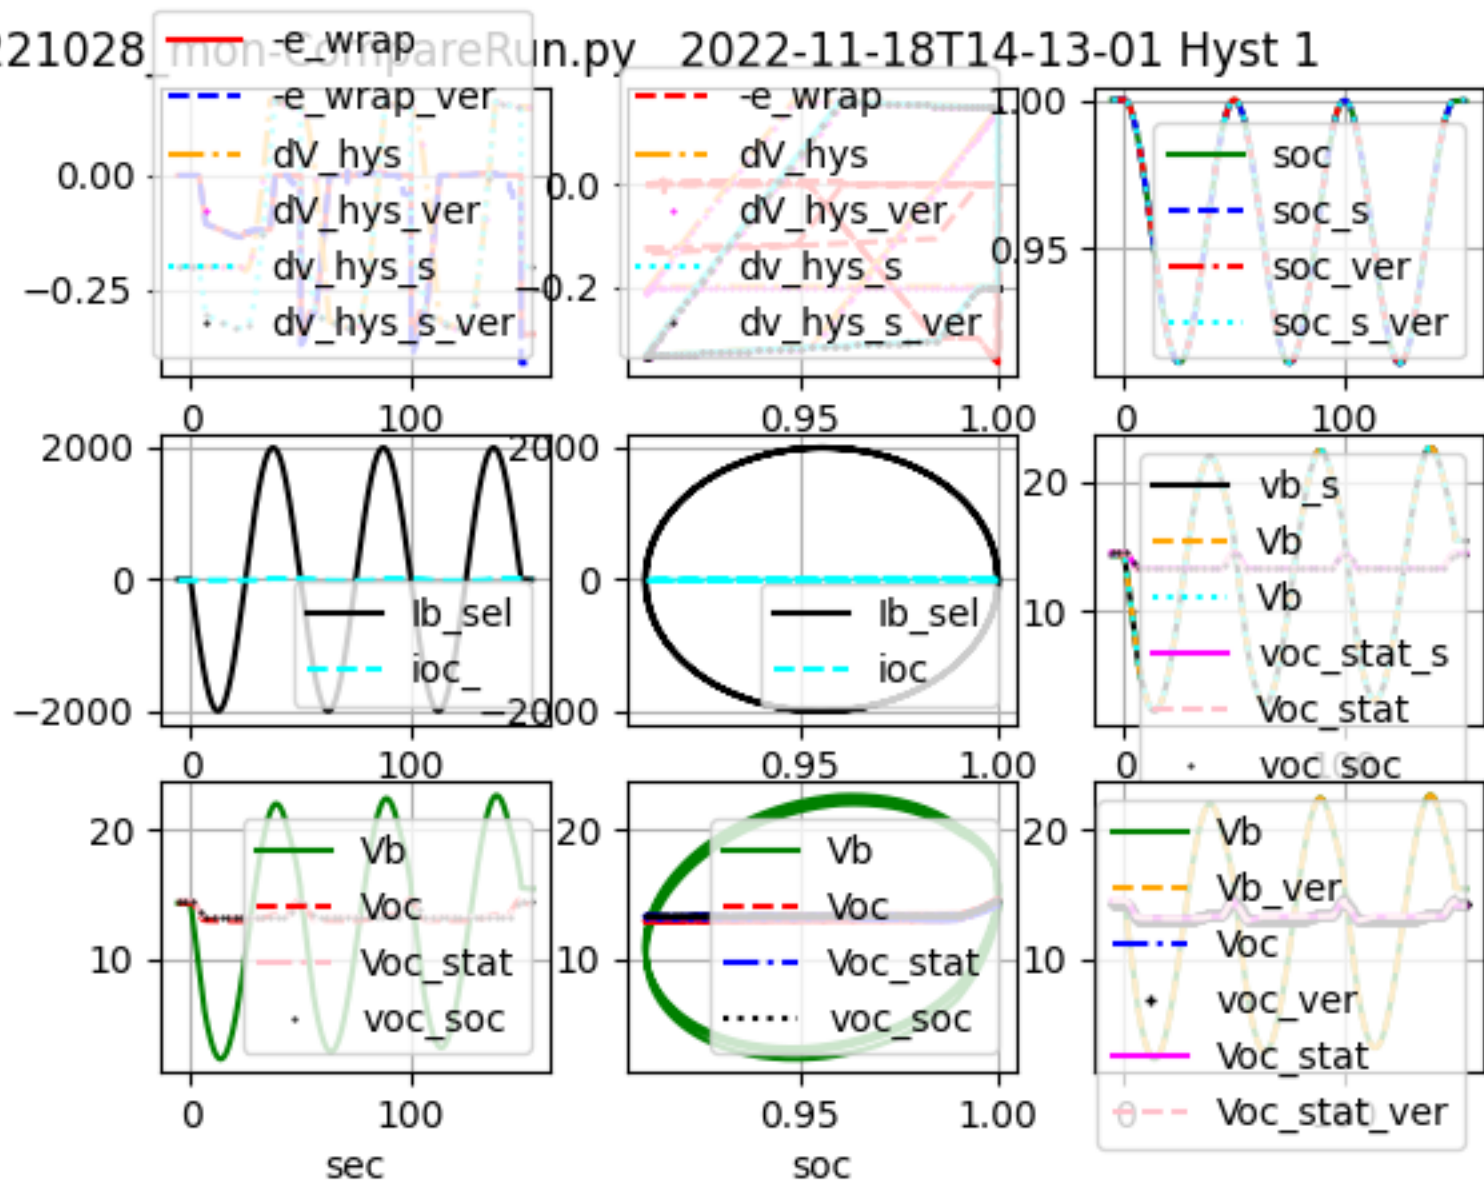 221028_mon-CompareRun.py   2022-11-18T14-13-01 Hyst 1
-e_wrap
-e_wrap_ver
dV_hys
dV_hys_ver
dv_hys_s
dv_hys_s_ver
0.00
−0.25
0
100
-e_wrap
dV_hys
dV_hys_ver
dv_hys_s
dv_hys_s_ver
0.0
−0.2
0.95
1.00
soc
soc_s
soc_ver
soc_s_ver
1.00
0.95
0
100
2000
0
−2000
Ib_sel
ioc_
0
100
2000
0
−2000
Ib_sel
ioc
0.95
1.00
20
10
vb_s
Vb
Vb
voc_stat_s
Voc_stat
voc_soc
0
100
20
10
Vb
Voc
Voc_stat
voc_soc
0
100
sec
20
10
Vb
Voc
Voc_stat
voc_soc
0.95
1.00
soc
20
10
Vb
Vb_ver
Voc
voc_ver
Voc_stat
Voc_stat_ver
0